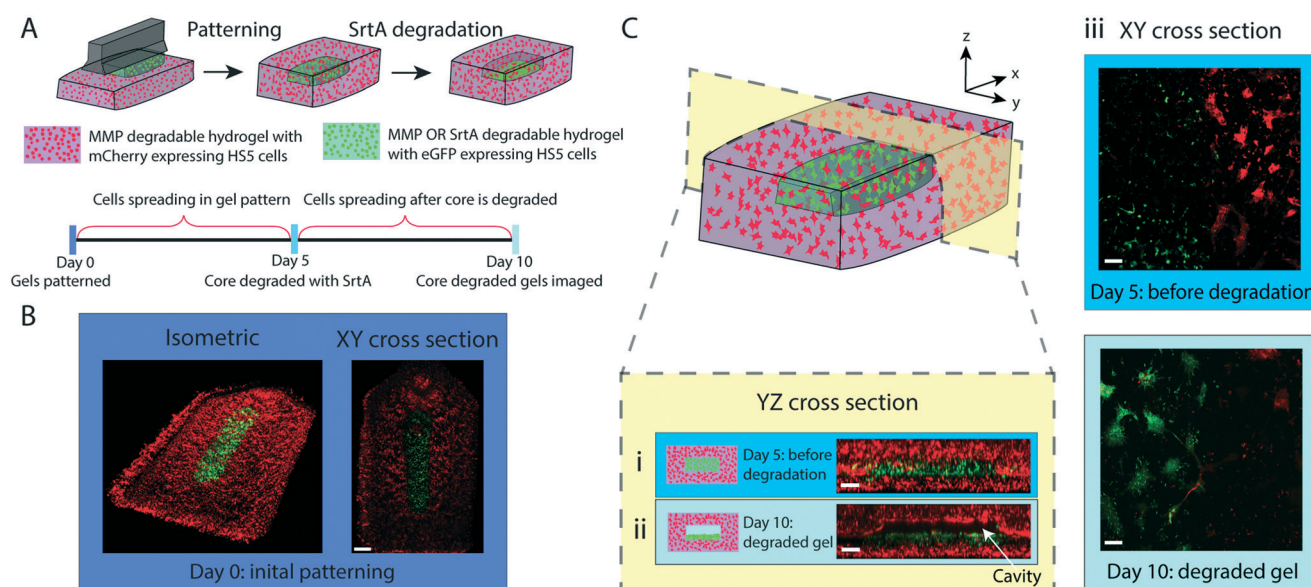 A
Patterning
SrtA degradation
MMP degradable hydrogel with
mCherry expressing HS5 cells
MMP OR SrtA degradable hydrogel
with eGFP expressing HS5 cells
Cells spreading in gel pattern
Cells spreading after core is degraded
Day 0
Day 5
Day 10
Gels patterned
Core degraded with SrtA
Core degraded gels imaged
B
Isometric
XY cross section
Day 0: inital patterning
C
z
x
y
YZ cross section
i
Day 5: before
degradation
ii
Day 10:
degraded gel
Cavity
iii XY cross section
Day 5: before degradation
Day 10: degraded gel